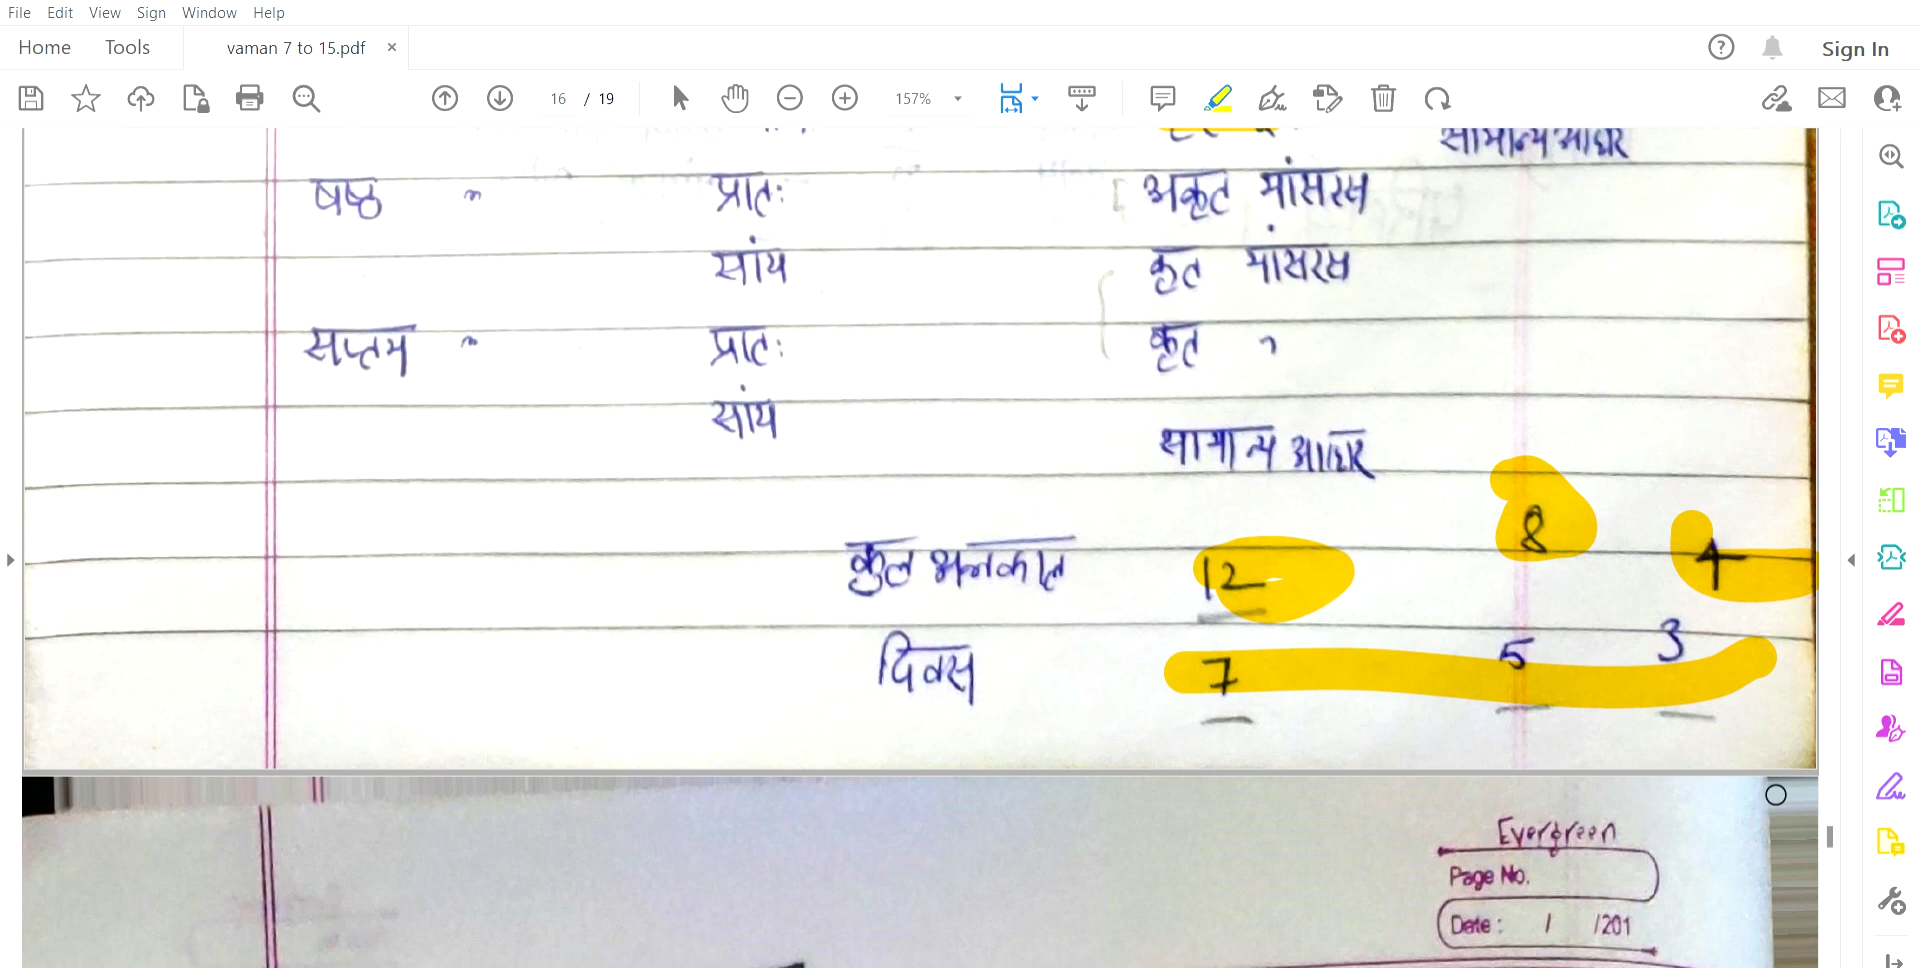 File Edit View Sign Window Help
Home Tools vaman 7 to 15.pdf × ? Sign In
16 / 19 157%
सामान्य आहार
षष्ठ " प्रातः अकृत मांसरस
सांय कृत मांसरस
सप्तम " प्रातः कृत "
सांय
सामान्य आहार
8
कुल अन्नकाल 12 4
दिवस 7 5 3
Evergreen
Page No.
Date : / /201